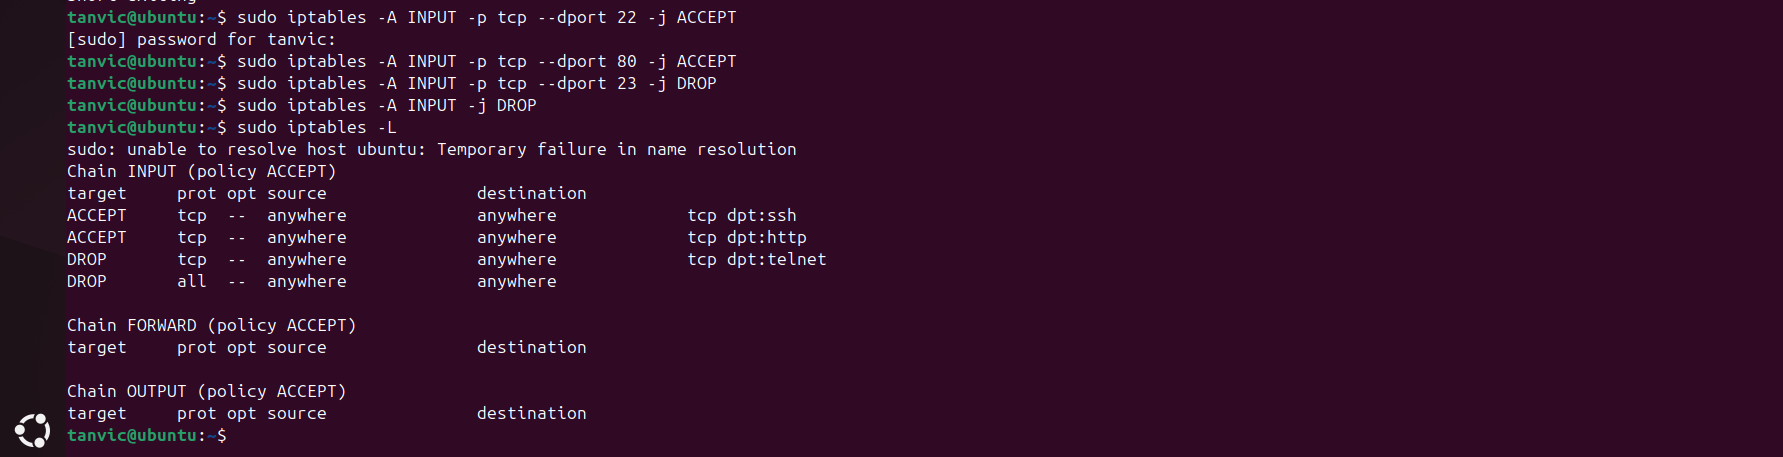 tanvic@ubuntu:~$ sudo iptables -A INPUT -p tcp --dport 22 -j ACCEPT
[sudo] password for tanvic:
tanvic@ubuntu:~$ sudo iptables -A INPUT -p tcp --dport 80 -j ACCEPT
tanvic@ubuntu:~$ sudo iptables -A INPUT -p tcp --dport 23 -j DROP
tanvic@ubuntu:~$ sudo iptables -A INPUT -j DROP
tanvic@ubuntu:~$ sudo iptables -L
sudo: unable to resolve host ubuntu: Temporary failure in name resolution
Chain INPUT (policy ACCEPT)
target     prot opt source               destination
ACCEPT     tcp  --  anywhere             anywhere             tcp dpt:ssh
ACCEPT     tcp  --  anywhere             anywhere             tcp dpt:http
DROP       tcp  --  anywhere             anywhere             tcp dpt:telnet
DROP       all  --  anywhere             anywhere

Chain FORWARD (policy ACCEPT)
target     prot opt source               destination

Chain OUTPUT (policy ACCEPT)
target     prot opt source               destination
tanvic@ubuntu:~$